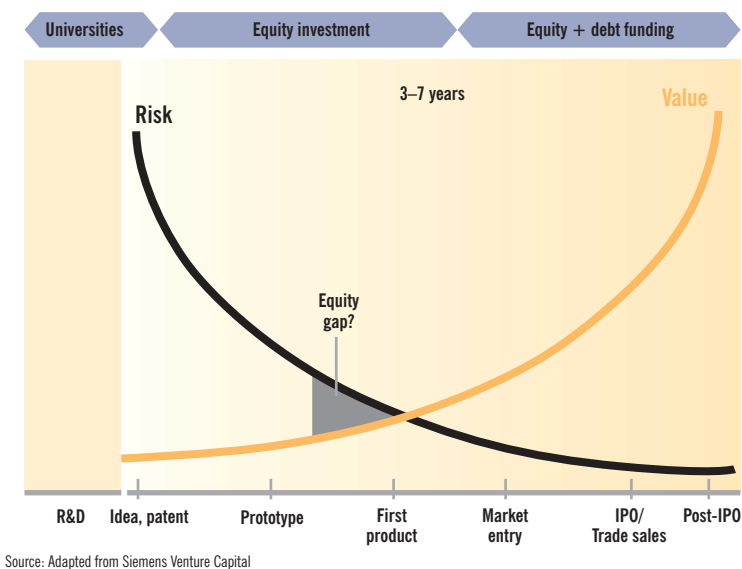 Universities
Equity investment
Equity + debt funding
3–7 years
Risk
Value
Equity
gap?
R&D
Idea, patent
Prototype
First
product
Market
entry
IPO/
Trade sales
Post-IPO
Source: Adapted from Siemens Venture Capital